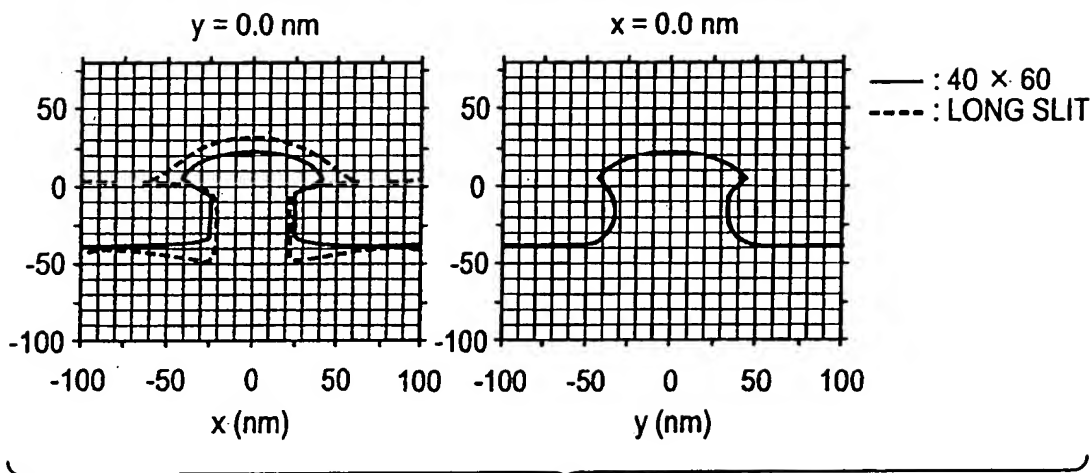 y = 0.0 nm
x = 0.0 nm
50
0
-50
-100
-100 -50 0 50 100
x (nm)
50
0
-50
-100
-100 -50 0 50 100
y (nm)
—— : 40 × 60
---- : LONG SLIT